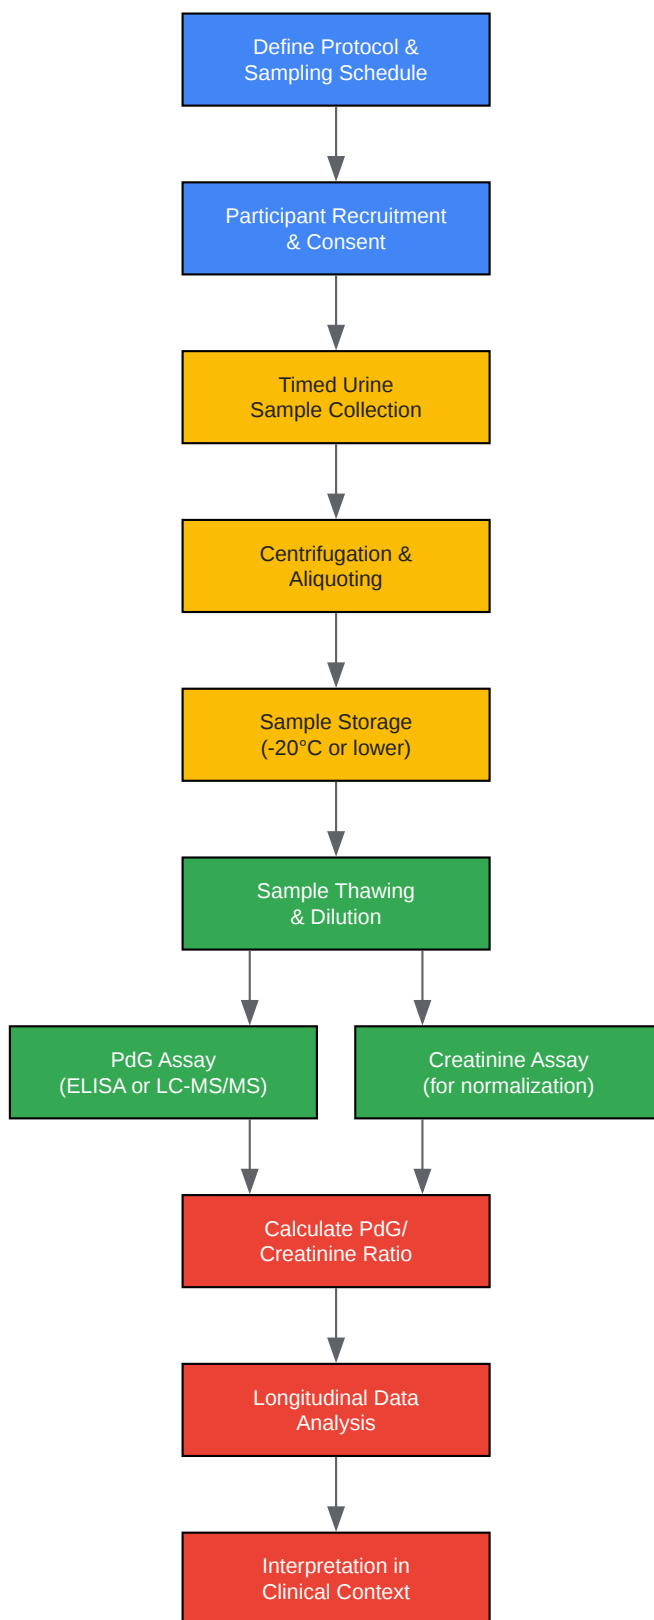 Define Protocol &
Sampling Schedule
Participant Recruitment
& Consent
Timed Urine
Sample Collection
Centrifugation &
Aliquoting
Sample Storage
(-20°C or lower)
Sample Thawing
& Dilution
PdG Assay
(ELISA or LC-MS/MS)
Creatinine Assay
(for normalization)
Calculate PdG/
Creatinine Ratio
Longitudinal Data
Analysis
Interpretation in
Clinical Context